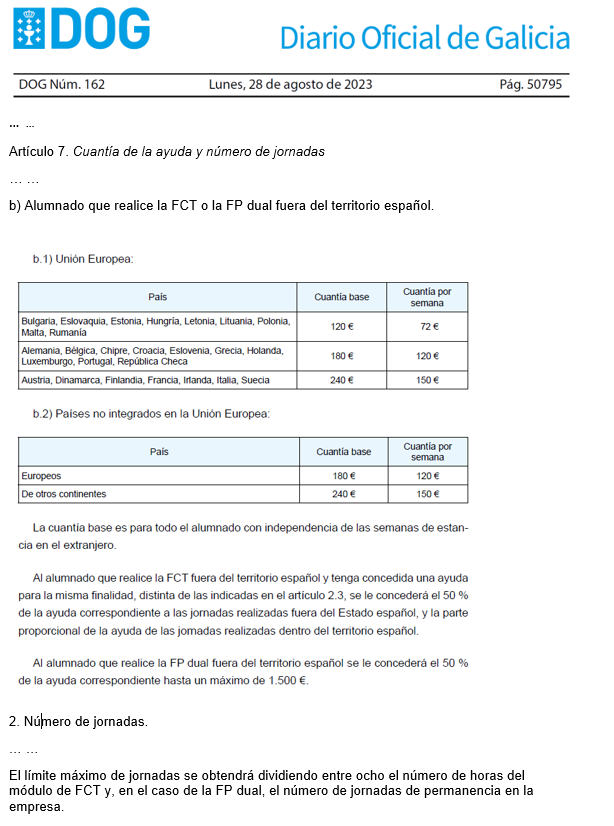 DOG
Diario Oficial de Galicia
DOG Núm. 162 Lunes, 28 de agosto de 2023 Pág. 50795
... ...
Artículo 7. Cuantía de la ayuda y número de jornadas
... ...
b) Alumnado que realice la FCT o la FP dual fuera del territorio español.
b.1) Unión Europea:
País Cuantía base Cuantía por semana
Bulgaria, Eslovaquia, Estonia, Hungría, Letonia, Lituania, Polonia,
Malta, Rumanía 120 € 72 €
Alemania, Bélgica, Chipre, Croacia, Eslovenia, Grecia, Holanda,
Luxemburgo, Portugal, República Checa 180 € 120 €
Austria, Dinamarca, Finlandia, Francia, Irlanda, Italia, Suecia 240 € 150 €
b.2) Países no integrados en la Unión Europea:
País Cuantía base Cuantía por semana
Europeos 180 € 120 €
De otros continentes 240 € 150 €
La cuantía base es para todo el alumnado con independencia de las semanas de estan-
cia en el extranjero.
Al alumnado que realice la FCT fuera del territorio español y tenga concedida una ayuda
para la misma finalidad, distinta de las indicadas en el artículo 2.3, se le concederá el 50 %
de la ayuda correspondiente a las jornadas realizadas fuera del Estado español, y la parte
proporcional de la ayuda de las jornadas realizadas dentro del territorio español.
Al alumnado que realice la FP dual fuera del territorio español se le concederá el 50 %
de la ayuda correspondiente hasta un máximo de 1.500 €.
2. Número de jornadas.
... ...
El límite máximo de jornadas se obtendrá dividiendo entre ocho el número de horas del
módulo de FCT y, en el caso de la FP dual, el número de jornadas de permanencia en la
empresa.